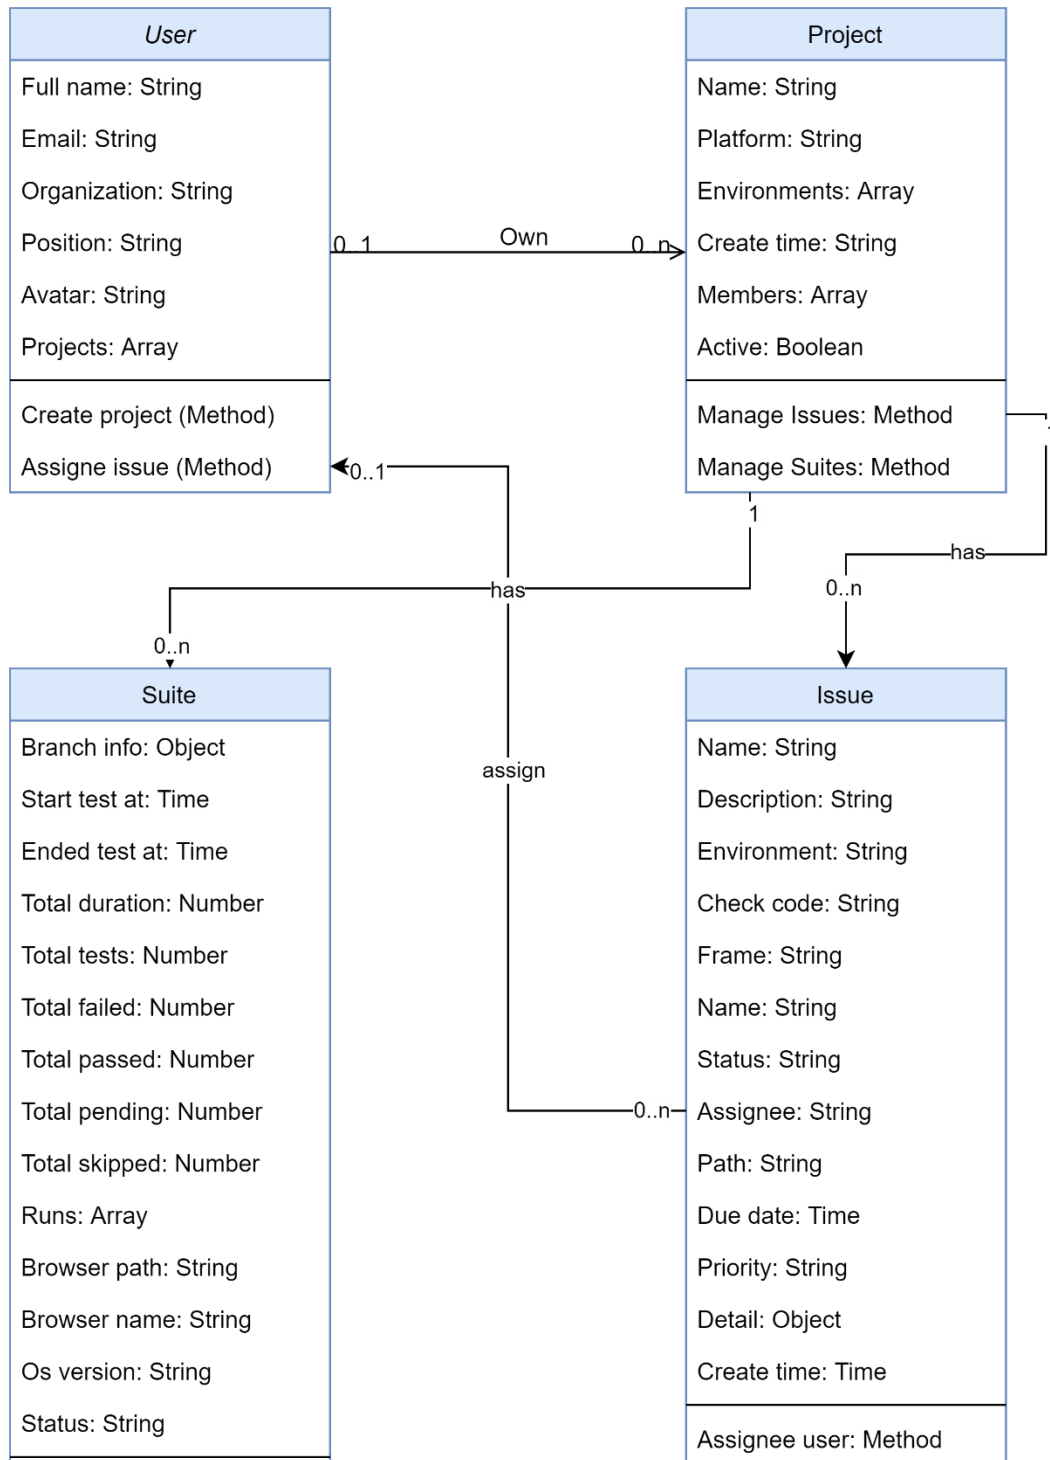 User
Full name: String
Email: String
Organization: String
Position: String
Avatar: String
Projects: Array
Create project (Method)
Assigne issue (Method)
0..1
Own
0..n
Project
Name: String
Platform: String
Environments: Array
Create time: String
Members: Array
Active: Boolean
Manage Issues: Method
Manage Suites: Method
0..1
1
has
0..n
has
0..n
assign
0..n
Suite
Branch info: Object
Start test at: Time
Ended test at: Time
Total duration: Number
Total tests: Number
Total failed: Number
Total passed: Number
Total pending: Number
Total skipped: Number
Runs: Array
Browser path: String
Browser name: String
Os version: String
Status: String
Issue
Name: String
Description: String
Environment: String
Check code: String
Frame: String
Name: String
Status: String
Assignee: String
Path: String
Due date: Time
Priority: String
Detail: Object
Create time: Time
Assignee user: Method